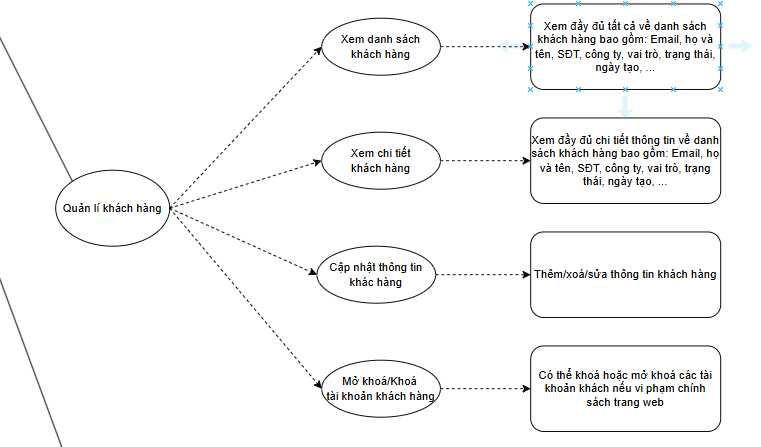 Xem danh sách
khách hàng
Xem đầy đủ tất cả về danh sách
khách hàng bao gồm: Email, họ và
tên, SĐT, công ty, vai trò, trạng thái,
ngày tạo, ...
Xem chi tiết
khách hàng
Xem đầy đủ chi tiết thông tin về danh
sách khách hàng bao gồm: Email, họ
và tên, SĐT, công ty, vai trò, trạng
thái, ngày tạo, ...
Quản lí khách hàng
Cập nhật thông tin
khác hàng
Thêm/xoá/sửa thông tin khách hàng
Mở khoá/Khoá
tài khoản khách hàng
Có thể khoá hoặc mở khoá các tài
khoản khách nếu vi phạm chính
sách trang web